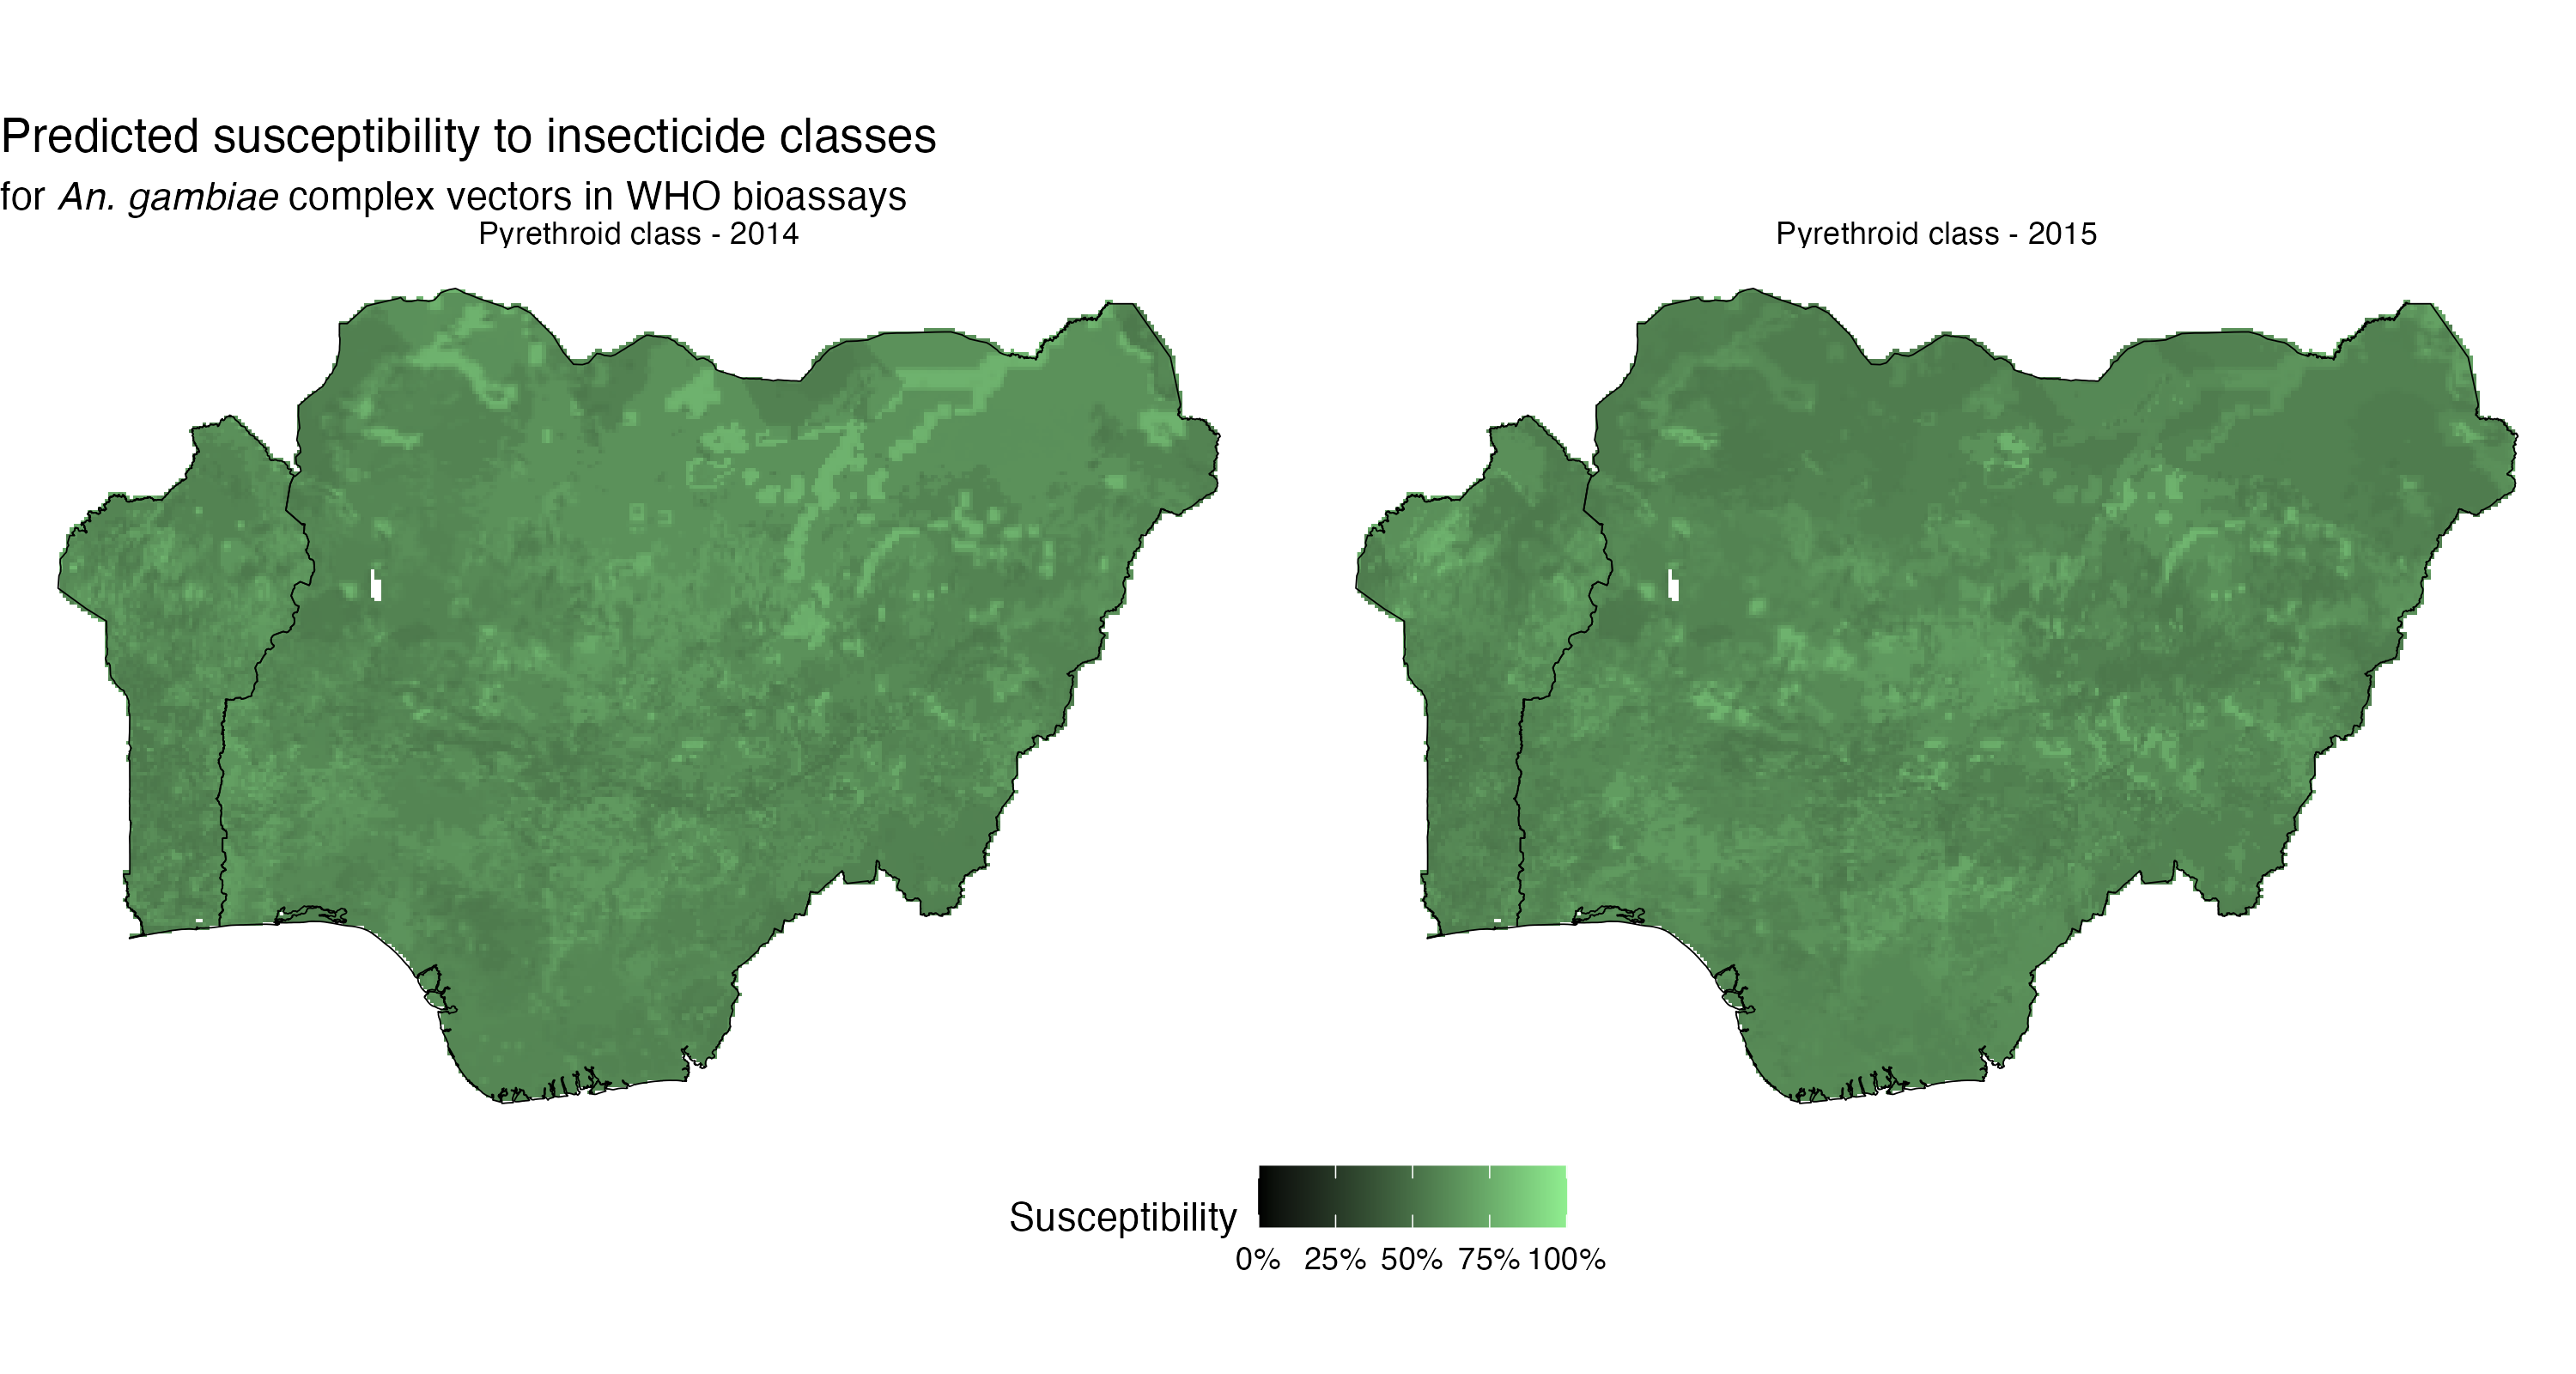 Predicted susceptibility to insecticide classes
for An. gambiae complex vectors in WHO bioassays
Pyrethroid class - 2014
Pyrethroid class - 2015
Susceptibility
0% 25% 50% 75% 100%